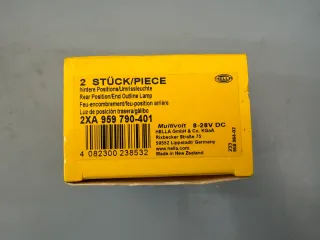 2 STÜCK/PIECE
HELLA
hintere Positions/Umrissleuchte
Rear Position/End Outline Lamp
Feu-encombrement/feu-position arrière
Luz de posición trasera/gálibo
2XA 959 790-401
Multivolt 8-28V DC
HELLA GmbH & Co. KGaA
Rixbecker Straße 75
59552 Lippstadt/ Germany
www.hella.com
Made in New Zealand
4 082300 238532